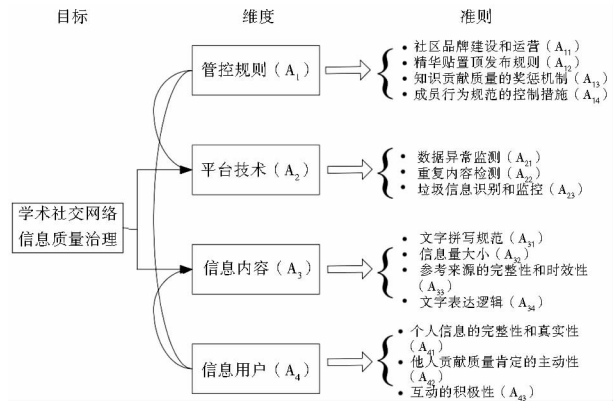 目标 维度 准则
管控规则（A1）
• 社区品牌建设和运营（A11）
• 精华贴置顶发布规则（A12）
• 知识贡献质量的奖惩机制（A13）
• 成员行为规范的控制措施（A14）
平台技术（A2）
• 数据异常监测（A21）
• 重复内容检测（A22）
• 垃圾信息识别和监控（A23）
学术社交网络
信息质量治理
信息内容（A3）
• 文字拼写规范（A31）
• 信息量大小（A32）
• 参考来源的完整性和时效性
（A33）
• 文字表达逻辑（A34）
信息用户（A4）
• 个人信息的完整性和真实性
（A41）
• 他人贡献质量肯定的主动性
（A42）
• 互动的积极性（A43）